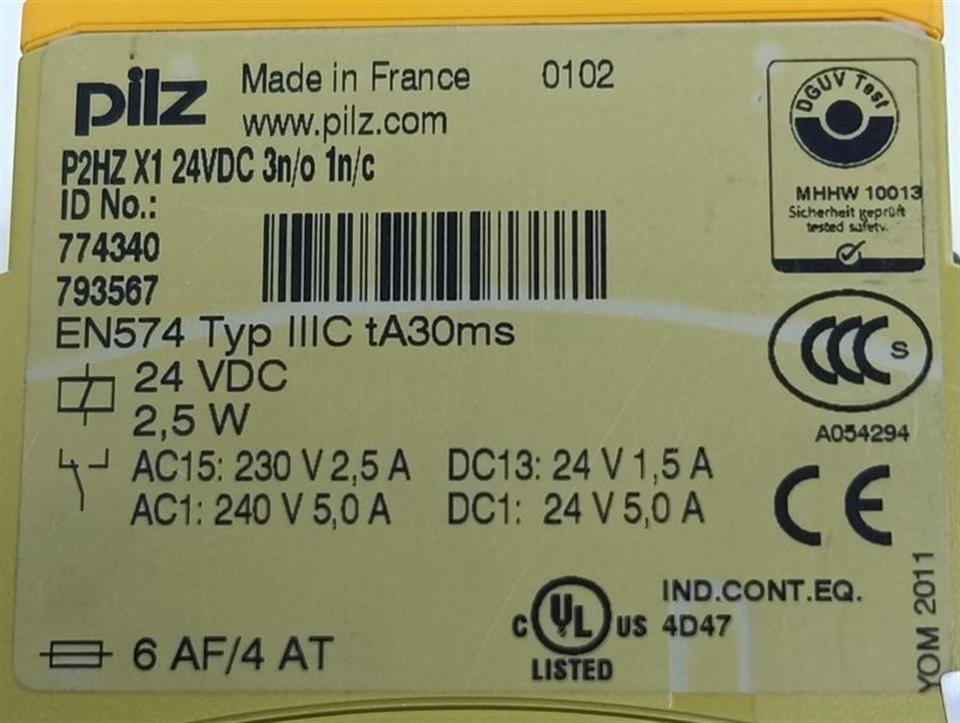 pilz Made in France 0102
www.pilz.com
P2HZ X1 24VDC 3n/o 1n/c
ID No.:
774340
793567
DGUV Test
MHHW 10013
Sicherheit geprüft
tested safety
EN574 Typ IIIC tA30ms
24 VDC
2,5 W
CCC S
A054294
AC15: 230 V 2,5 A DC13: 24 V 1,5 A
AC1: 240 V 5,0 A DC1: 24 V 5,0 A
CE
6 AF/4 AT
C UL US
LISTED
IND.CONT.EQ.
4D47
YOM 2011